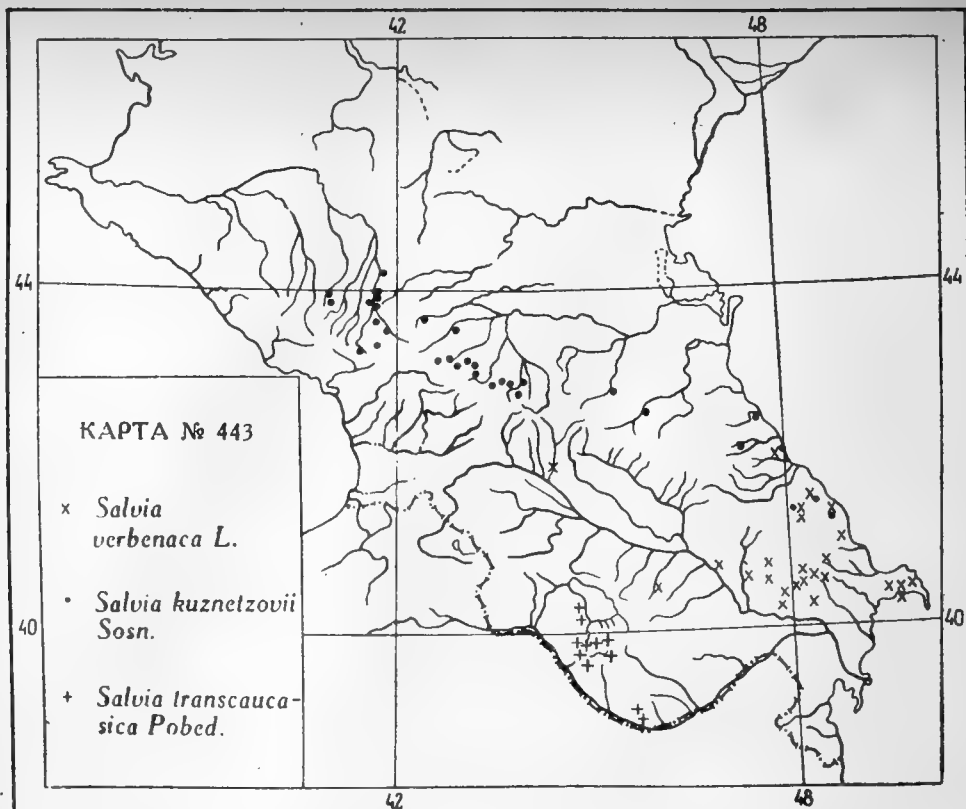 42 48
44 44
КАРТА № 443
x Salvia
verbenaca L.
• Salvia kuznetzovii
Sosn.
+ Salvia transcauca-
sica Pobed.
40 40
42 48